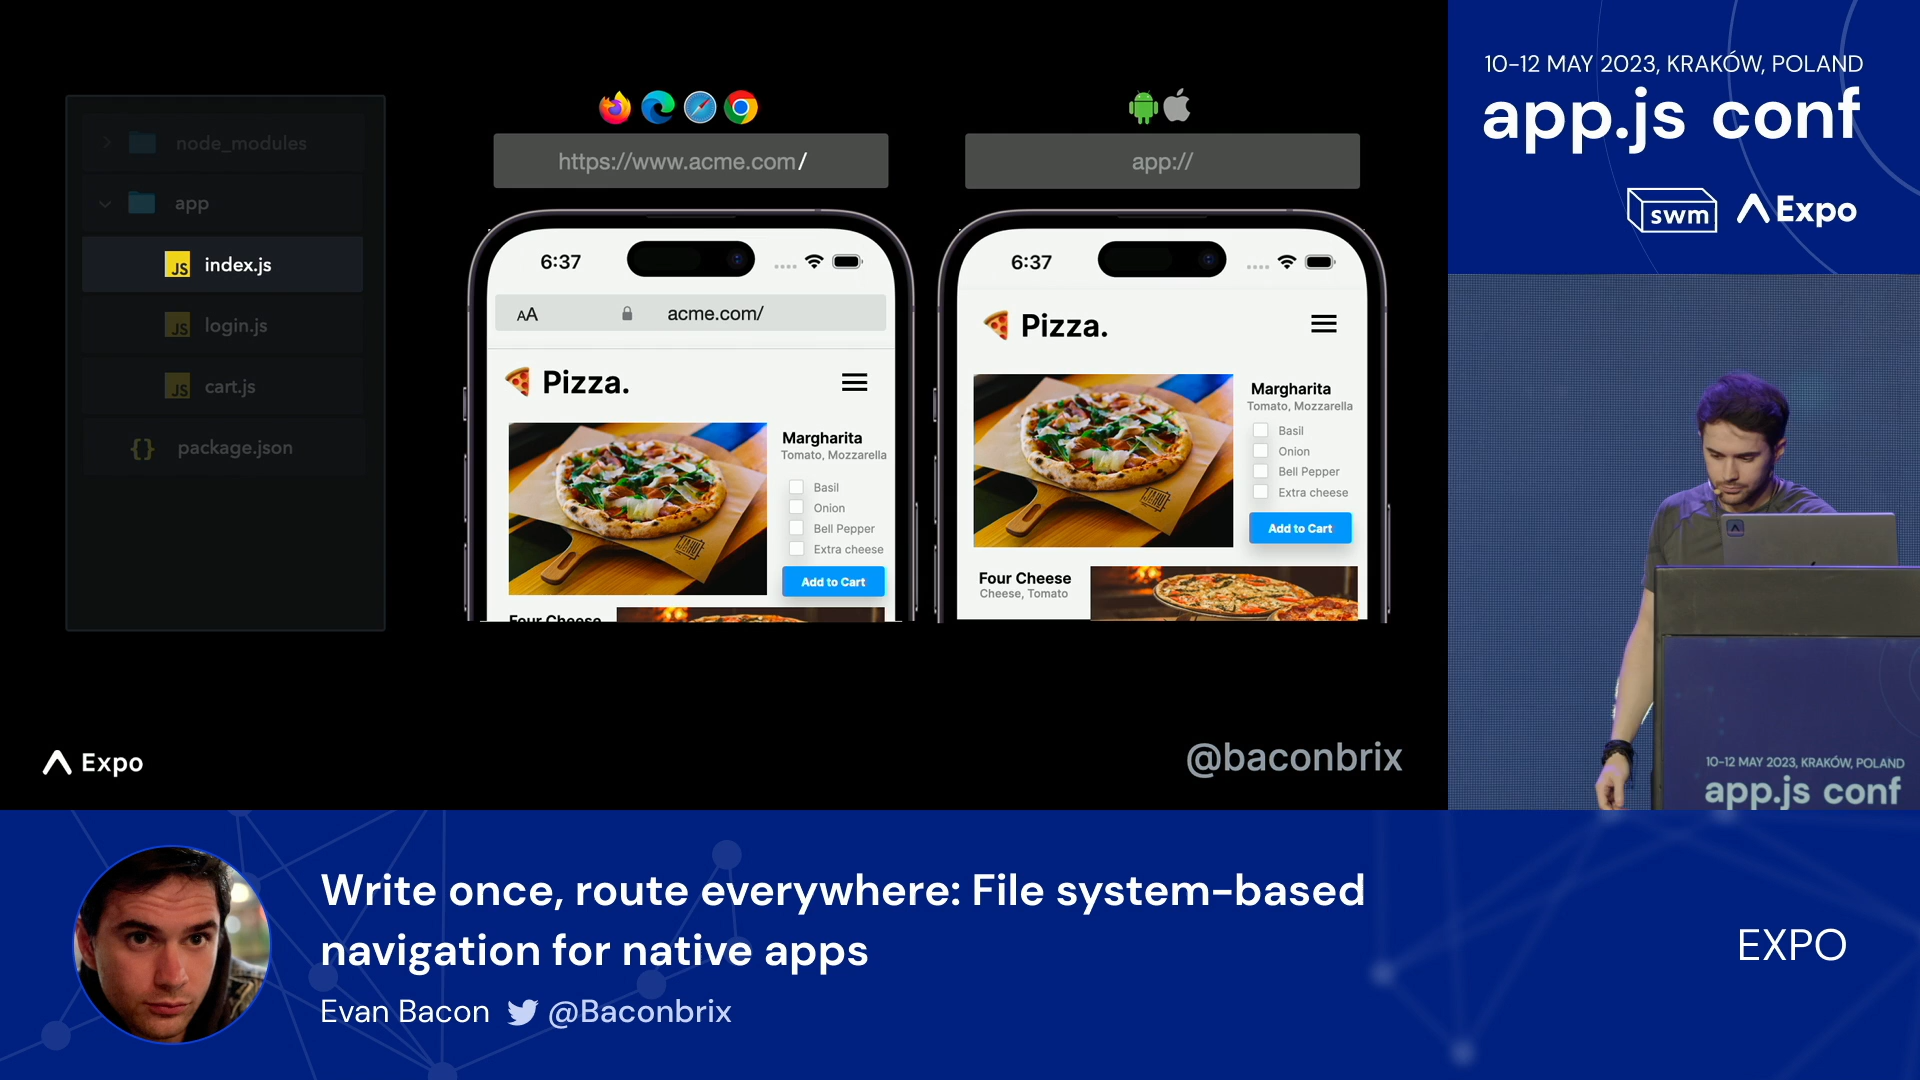 node_modules
app
JS index.js
JS login.js
JS cart.js
{} package.json
https://www.acme.com/
app://
6:37
AA acme.com/
Pizza.
Margharita
Tomato, Mozzarella
Basil
Onion
Bell Pepper
Extra cheese
Add to Cart
Four Cheese
6:37
Pizza.
Margharita
Tomato, Mozzarella
Basil
Onion
Bell Pepper
Extra cheese
Add to Cart
Four Cheese
Cheese, Tomato
Expo
@baconbrix
10-12 MAY 2023, KRAKÓW, POLAND
app.js conf
swm Expo
10-12 MAY 2023, KRAKÓW, POLAND
app.js conf
Write once, route everywhere: File system-based
navigation for native apps
Evan Bacon @Baconbrix
EXPO